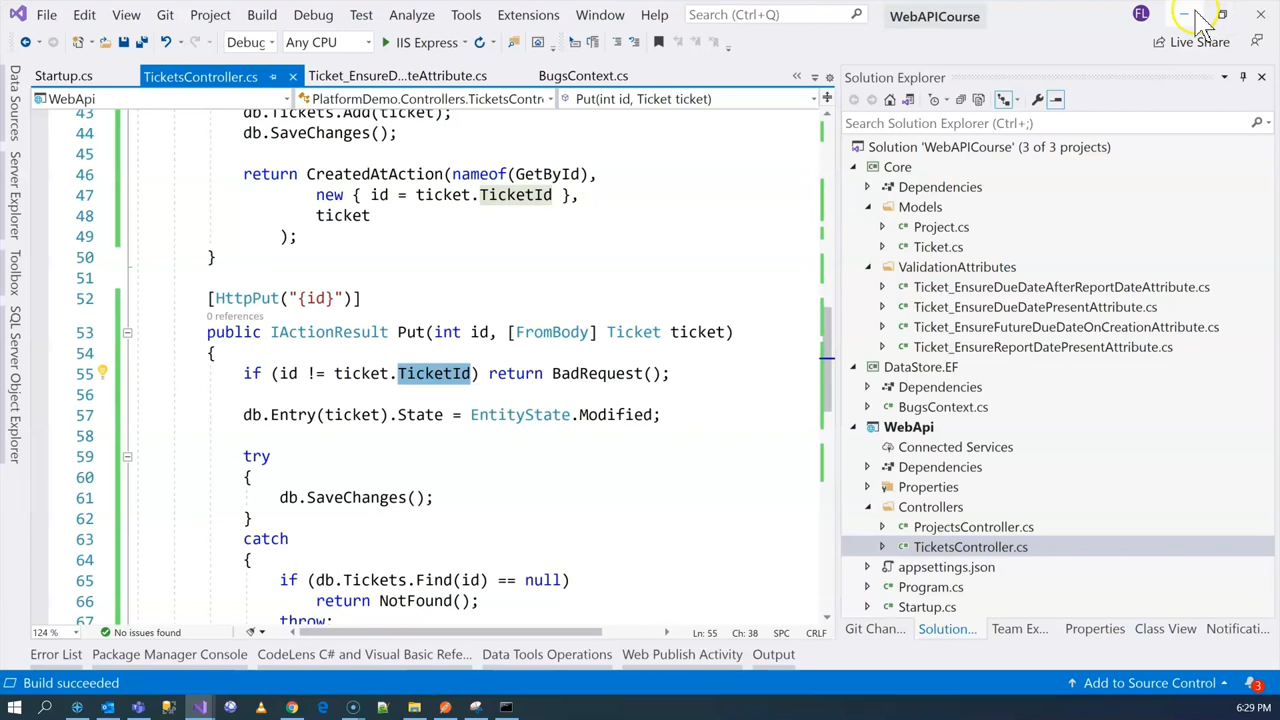 File Edit View Git Project Build Debug Test Analyze Tools Extensions Window Help Search (Ctrl+Q) WebAPICourse FL
Debug Any CPU IIS Express Live Share
Startup.cs TicketsController.cs Ticket_EnsureD...teAttribute.cs BugsContext.cs
WebApi PlatformDemo.Controllers.TicketsContr Put(int id, Ticket ticket)
43 db.Tickets.Add(ticket);
44 db.SaveChanges();
45
46 return CreatedAtAction(nameof(GetById),
47 new { id = ticket.TicketId },
48 ticket
49 );
50 }
51
52 [HttpPut("{id}")]
0 references
53 public IActionResult Put(int id, [FromBody] Ticket ticket)
54 {
55 if (id != ticket.TicketId) return BadRequest();
56
57 db.Entry(ticket).State = EntityState.Modified;
58
59 try
60 {
61 db.SaveChanges();
62 }
63 catch
64 {
65 if (db.Tickets.Find(id) == null)
66 return NotFound();
67 throw;
124 % No issues found Ln: 55 Ch: 38 SPC CRLF
Data Sources
Server Explorer
Toolbox
SQL Server Object Explorer
Solution Explorer
Search Solution Explorer (Ctrl+;)
Solution 'WebAPICourse' (3 of 3 projects)
Core
Dependencies
Models
Project.cs
Ticket.cs
ValidationAttributes
Ticket_EnsureDueDateAfterReportDateAttribute.cs
Ticket_EnsureDueDatePresentAttribute.cs
Ticket_EnsureFutureDueDateOnCreationAttribute.cs
Ticket_EnsureReportDatePresentAttribute.cs
DataStore.EF
Dependencies
BugsContext.cs
WebApi
Connected Services
Dependencies
Properties
Controllers
ProjectsController.cs
TicketsController.cs
appsettings.json
Program.cs
Startup.cs
Git Chan... Solution... Team Ex... Properties Class View Notificati...
Error List Package Manager Console CodeLens C# and Visual Basic Refe... Data Tools Operations Web Publish Activity Output
Build succeeded Add to Source Control 3
6:29 PM